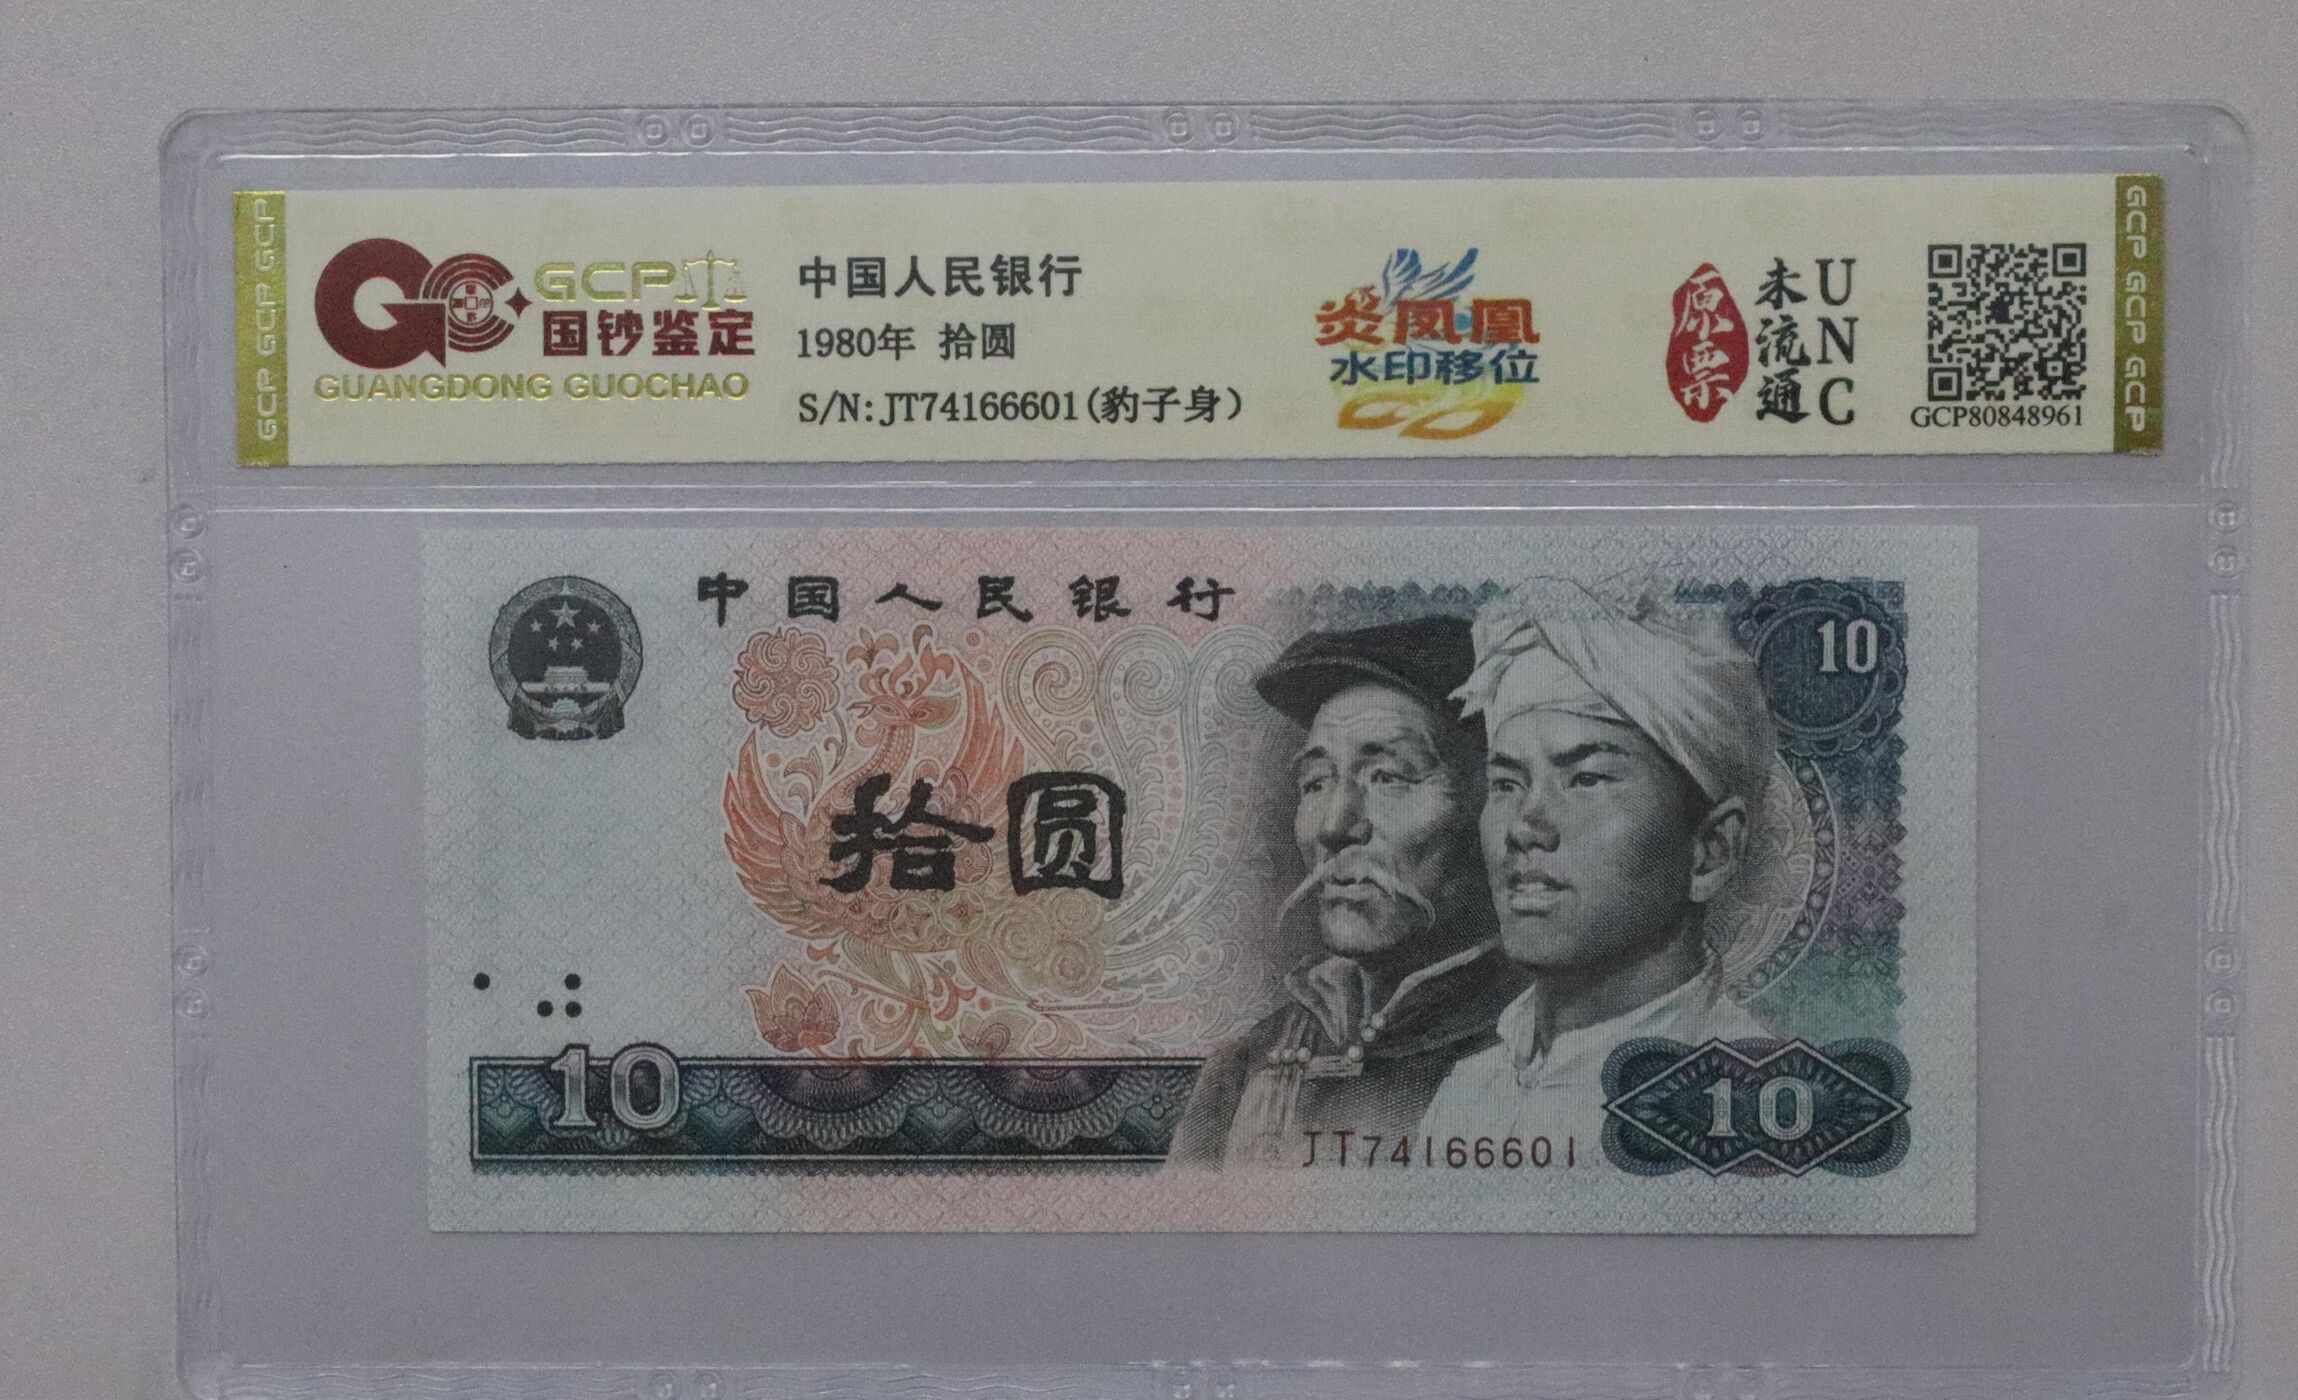 GCP
国钞鉴定
GUANGDONG GUOCHAO
中国人民银行
1980年 拾圆
S/N:JT74166601(豹子身)
炎凤凰
水印移位
原票
未流通
UNC
GCP80848961
GCP GCP GCP
GCP GCP GCP
中国人民银行
10
拾圆
10
10
JT74166601